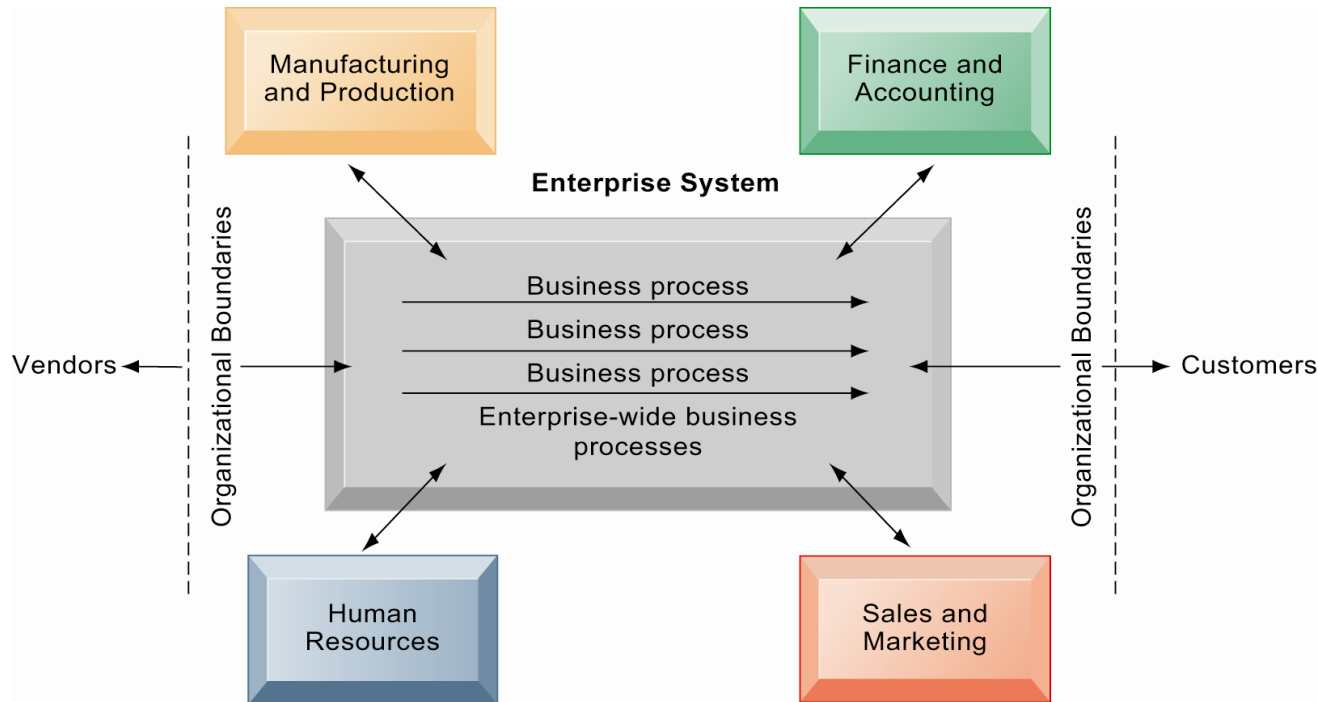 Manufacturing
and Production
Finance and
Accounting
Enterprise System
Organizational Boundaries
Organizational Boundaries
Business process
Business process
Vendors
Customers
Business process
Enterprise-wide business
processes
Human
Resources
Sales and
Marketing